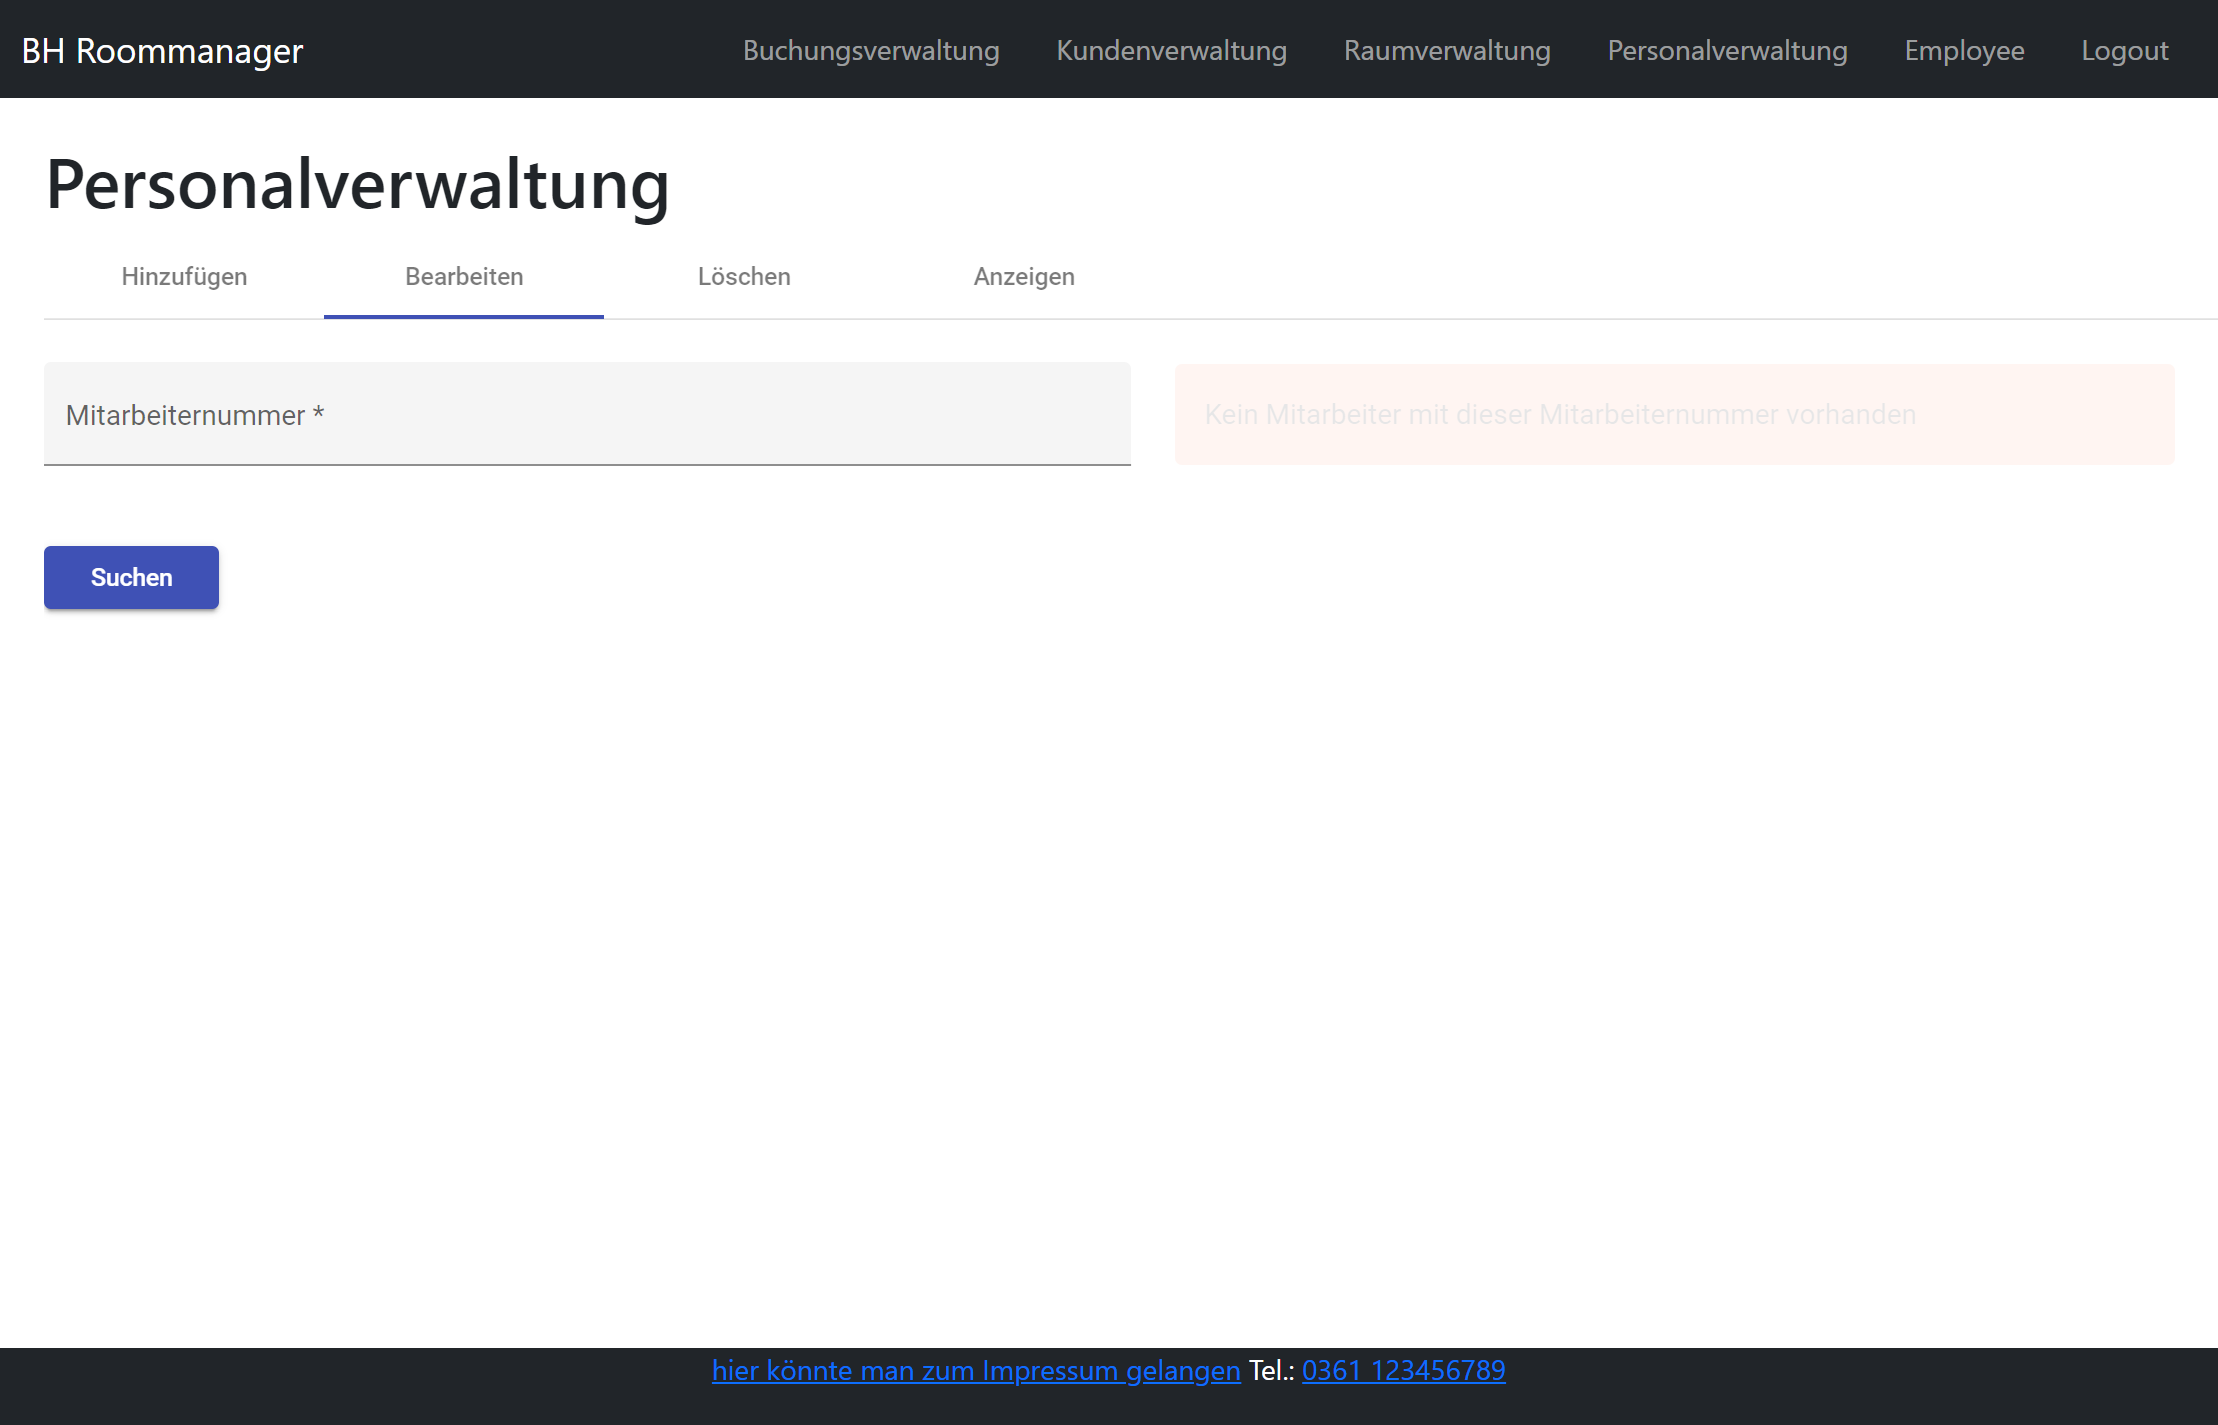 BH Roommanager Buchungsverwaltung Kundenverwaltung Raumverwaltung Personalverwaltung Employee Logout
Personalverwaltung
Hinzufügen Bearbeiten Löschen Anzeigen
Mitarbeiternummer * Kein Mitarbeiter mit dieser Mitarbeiternummer vorhanden
Suchen
hier könnte man zum Impressum gelangen Tel.: 0361 123456789